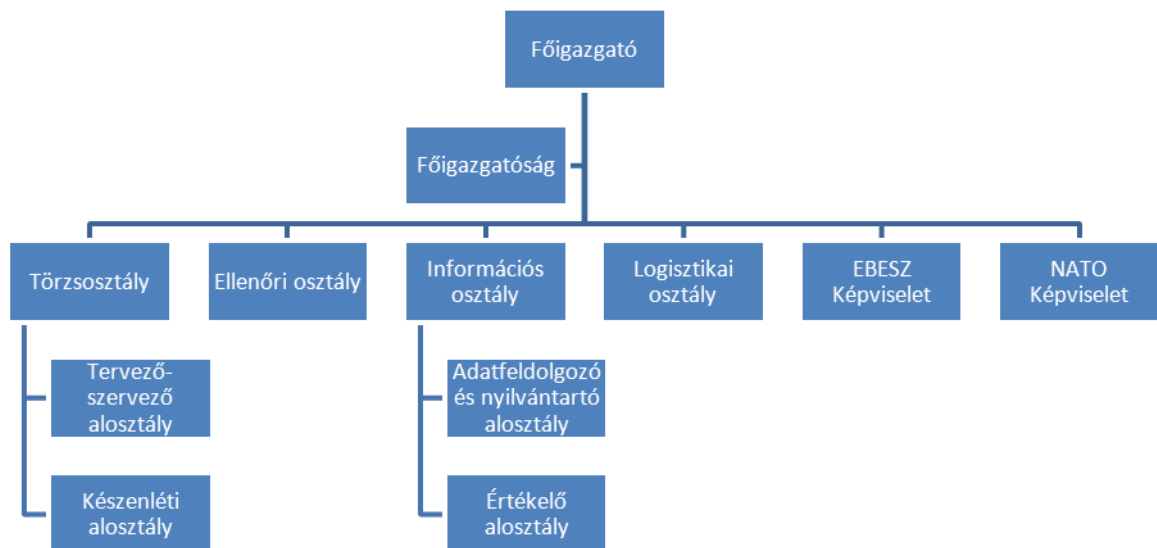 Főigazgató
Főigazgatóság
Törzsosztály
Ellenőri osztály
Információs
osztály
Logisztikai
osztály
EBESZ
Képviselet
NATO
Képviselet
Tervező-
szervező
alosztály
Adatfeldolgozó
és nyilvántartó
alosztály
Készenléti
alosztály
Értékelő
alosztály